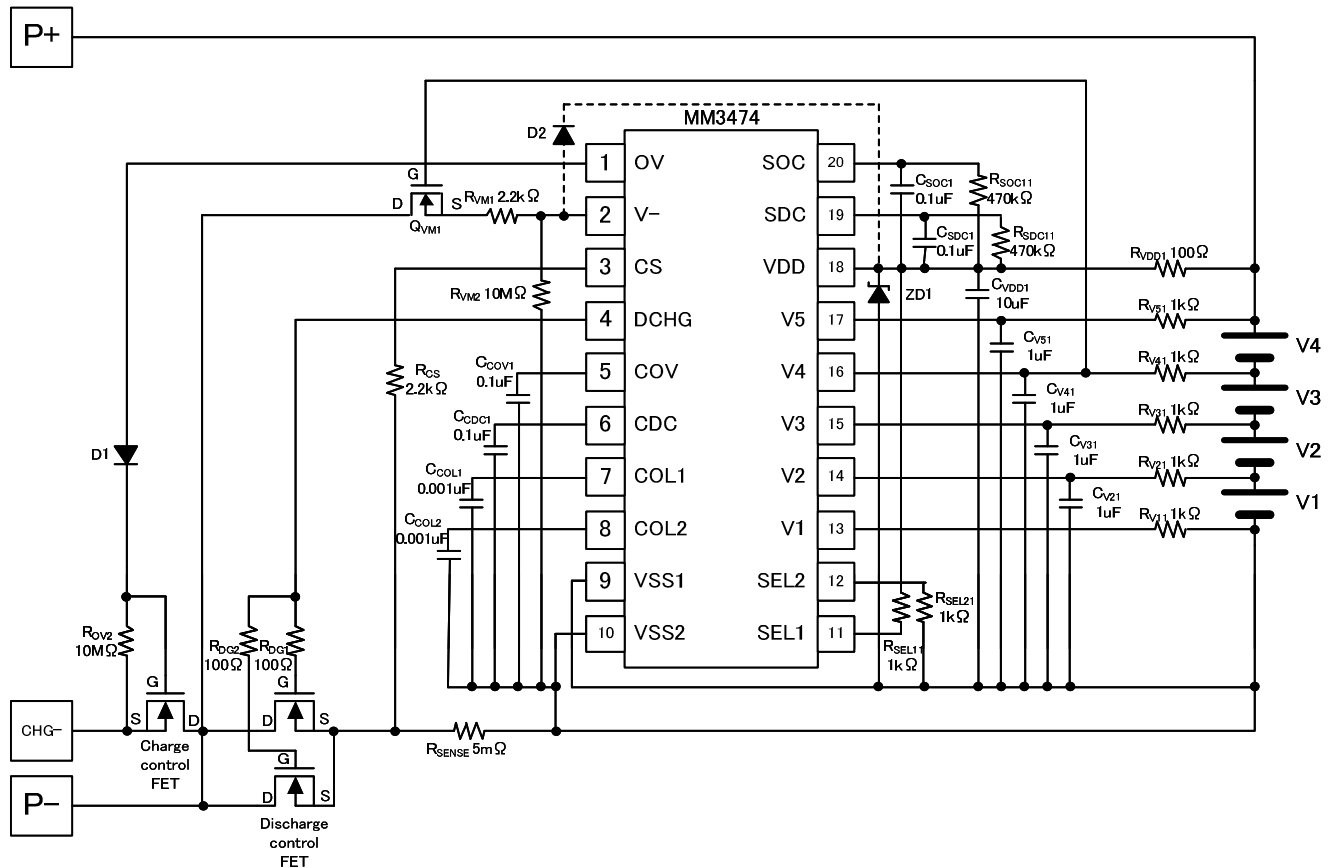 P+
MM3474
D2
1 OV
2 V-
3 CS
4 DCHG
5 COV
6 CDC
7 COL1
8 COL2
9 VSS1
10 VSS2
SOC 20
SDC 19
VDD 18
V5 17
V4 16
V3 15
V2 14
V1 13
SEL2 12
SEL1 11
G
D
S
QVM1
RVM1 2.2kΩ
RVM2 10MΩ
RCS
2.2kΩ
CCOV1
0.1uF
CCDC1
0.1uF
CCOL1
0.001uF
CCOL2
0.001uF
D1
ROV2
10MΩ
RDG2
100Ω
RDG1
100Ω
CSOC1
0.1uF
RSOC11
470kΩ
CSDC1
0.1uF
RSDC11
470kΩ
ZD1
CVDD1
10uF
RVDD1 100Ω
RV51 1kΩ
CV51
1uF
RV41 1kΩ
CV41
1uF
RV31 1kΩ
CV31
1uF
RV21 1kΩ
CV21
1uF
RV11 1kΩ
V4
V3
V2
V1
RSEL21
1kΩ
RSEL11
1kΩ
CHG-
G
S
D
Charge
control
FET
G
D
S
RSENSE 5mΩ
G
D
S
Discharge
control
FET
P-